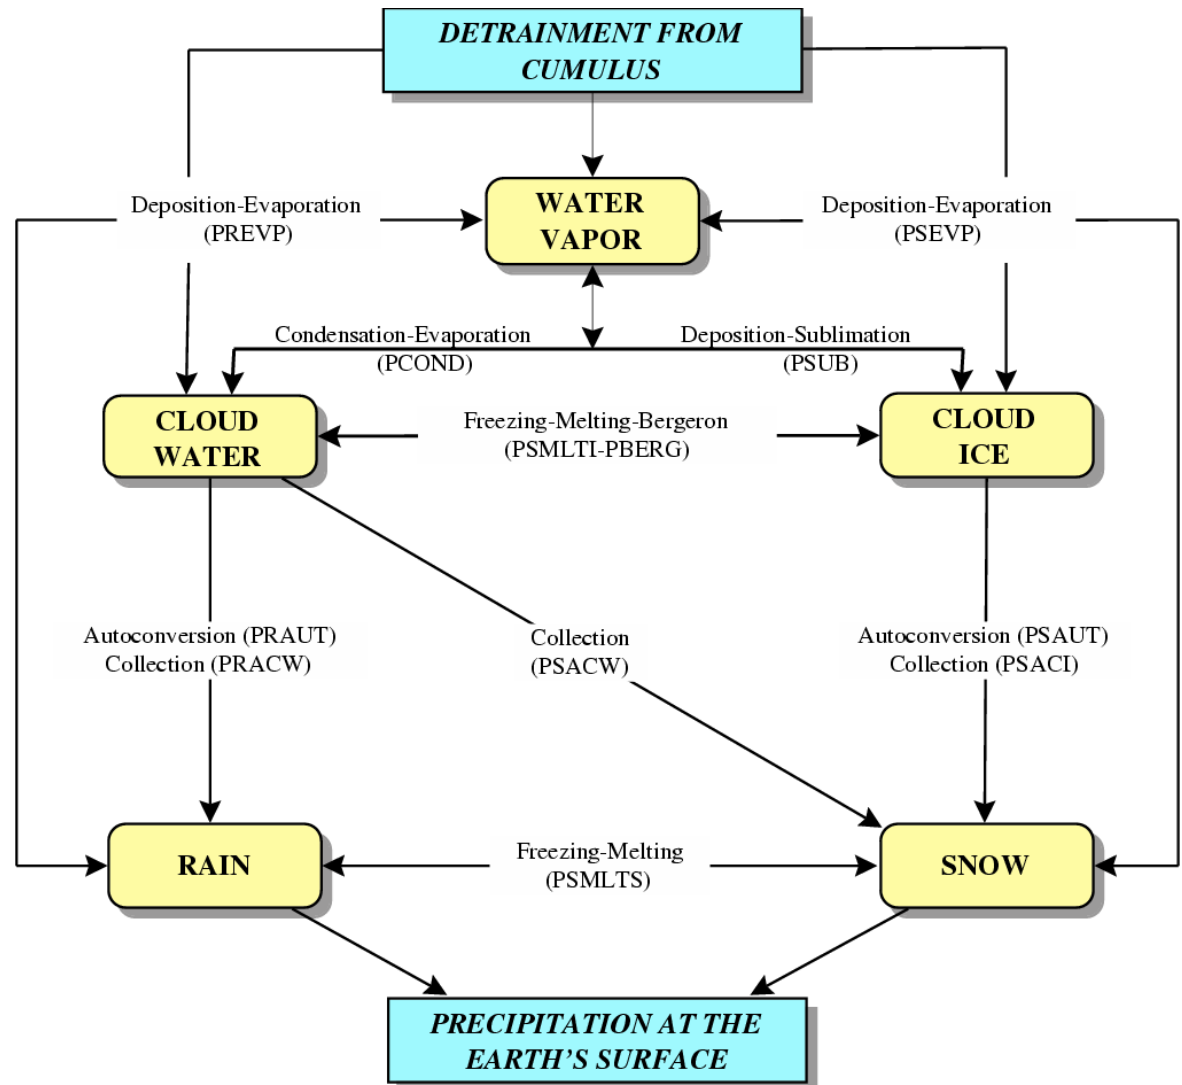 DETRAINMENT FROM
CUMULUS
WATER
VAPOR
Deposition-Evaporation
(PREVP)
Deposition-Evaporation
(PSEVP)
Condensation-Evaporation
(PCOND)
Deposition-Sublimation
(PSUB)
CLOUD
WATER
Freezing-Melting-Bergeron
(PSMLTI-PBERG)
CLOUD
ICE
Autoconversion (PRAUT)
Collection (PRACW)
Collection
(PSACW)
Autoconversion (PSAUT)
Collection (PSACI)
RAIN
Freezing-Melting
(PSMLTS)
SNOW
PRECIPITATION AT THE
EARTH'S SURFACE